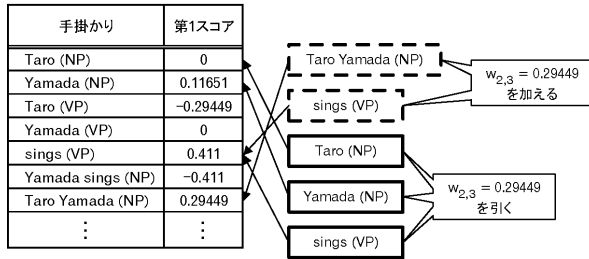 手掛かり 第1スコア
Taro (NP) 0
Yamada (NP) 0.11651
Taro (VP) −0.29449
Yamada (VP) 0
sings (VP) 0.411
Yamada sings (NP) −0.411
Taro Yamada (NP) 0.29449
⋮ ⋮
Taro Yamada (NP)
sings (VP)
Taro (NP)
Yamada (NP)
sings (VP)
w2,3 = 0.29449
を加える
w2,3 = 0.29449
を引く